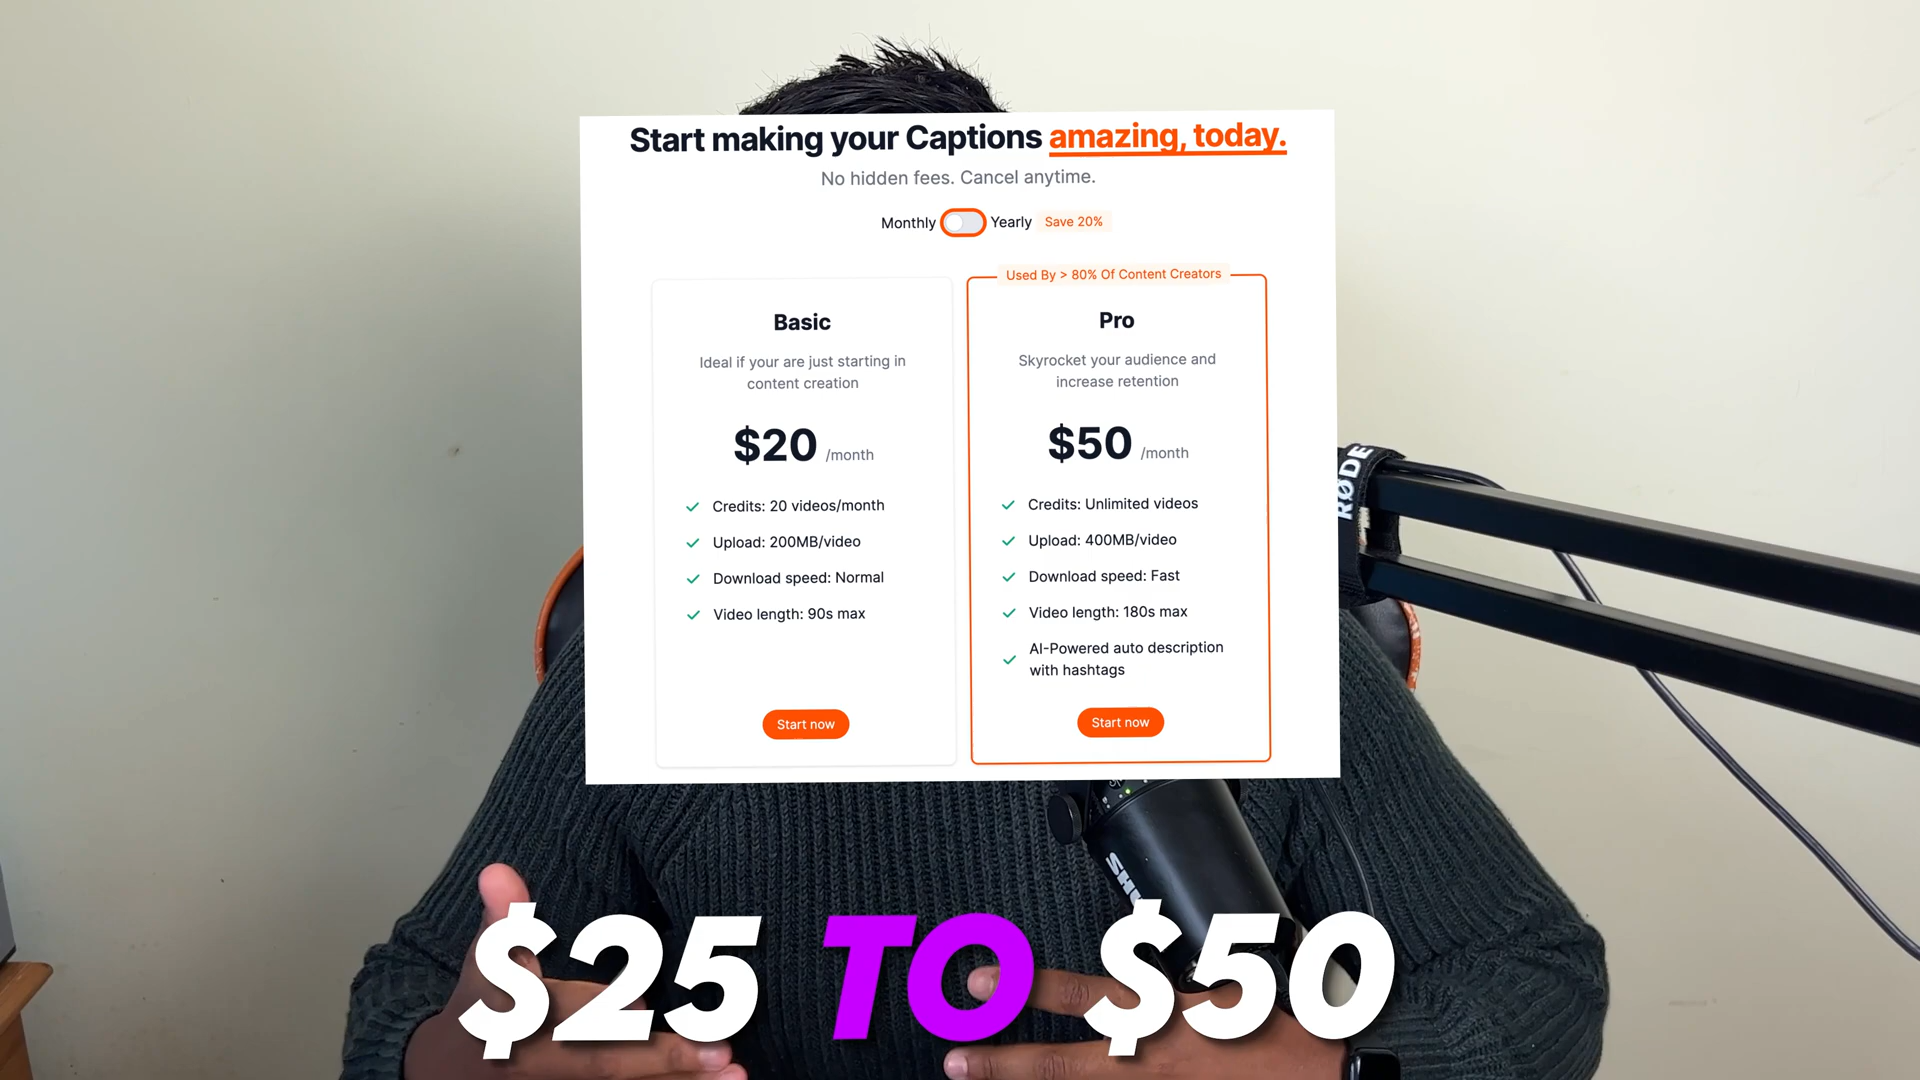 Start making your Captions amazing, today.
No hidden fees. Cancel anytime.
Monthly Yearly Save 20%
Basic
Ideal if your are just starting in
content creation
$20 /month
Credits: 20 videos/month
Upload: 200MB/video
Download speed: Normal
Video length: 90s max
Start now
Used By > 80% Of Content Creators
Pro
Skyrocket your audience and
increase retention
$50 /month
Credits: Unlimited videos
Upload: 400MB/video
Download speed: Fast
Video length: 180s max
AI-Powered auto description
with hashtags
Start now
RØDE
$25 TO $50